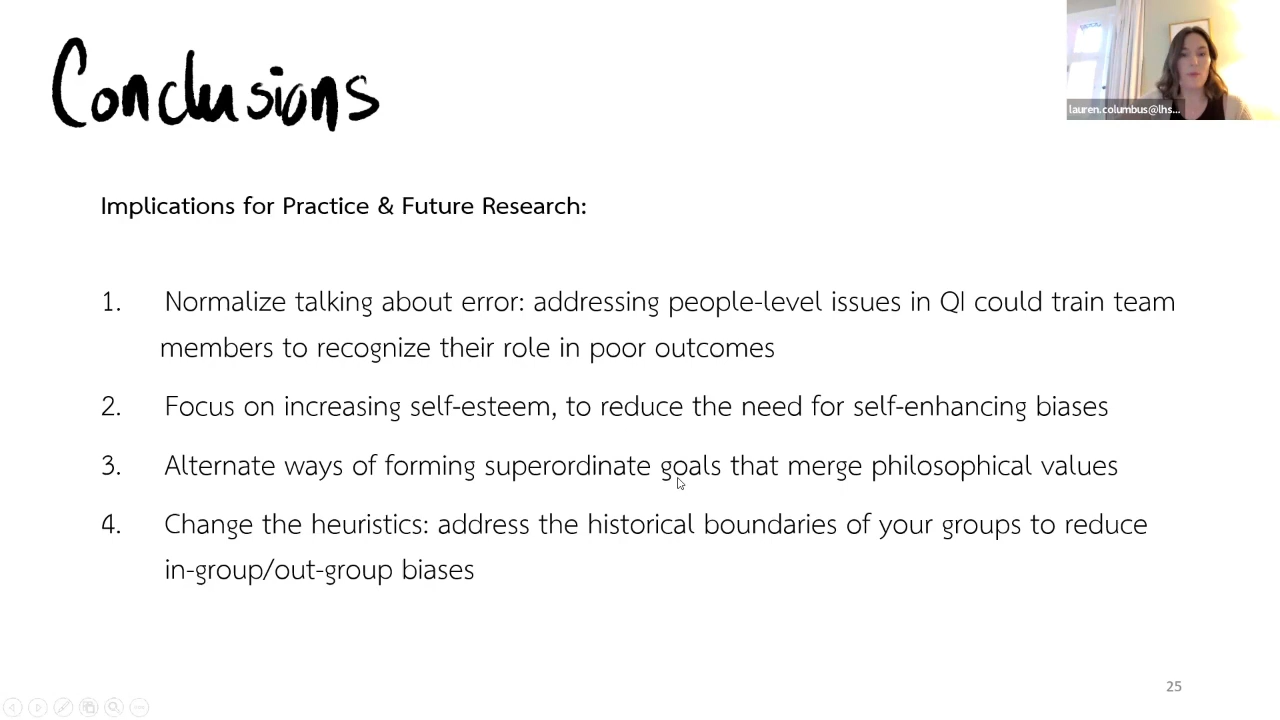 Conclusions
lauren.columbus@lhs...
Implications for Practice & Future Research:
1. Normalize talking about error: addressing people-level issues in QI could train team
members to recognize their role in poor outcomes
2. Focus on increasing self-esteem, to reduce the need for self-enhancing biases
3. Alternate ways of forming superordinate goals that merge philosophical values
4. Change the heuristics: address the historical boundaries of your groups to reduce
in-group/out-group biases
25